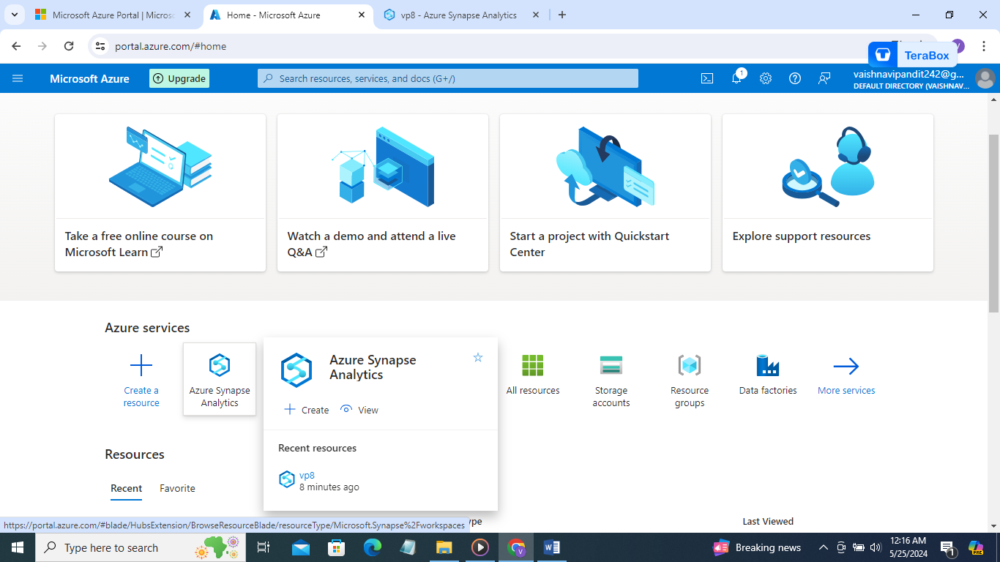 Microsoft Azure Portal | Micros
Home - Microsoft Azure
vp8 - Azure Synapse Analytics
portal.azure.com/#home
TeraBox
Microsoft Azure
Upgrade
Search resources, services, and docs (G+/)
1
vaishnavipandit242@g...
DEFAULT DIRECTORY (VAISHNAV...
Take a free online course on
Microsoft Learn
Watch a demo and attend a live
Q&A
Start a project with Quickstart
Center
Explore support resources
Azure services
Create a
resource
Azure Synapse
Analytics
Azure Synapse
Analytics
Create
View
Recent resources
vp8
8 minutes ago
All resources
Storage
accounts
Resource
groups
Data factories
More services
Resources
Recent
Favorite
Last Viewed
https://portal.azure.com/#blade/HubsExtension/BrowseResourceBlade/resourceType/Microsoft.Synapse%2Fworkspaces
Type here to search
V
W
Breaking news
12:16 AM
5/25/2024
1
PRE